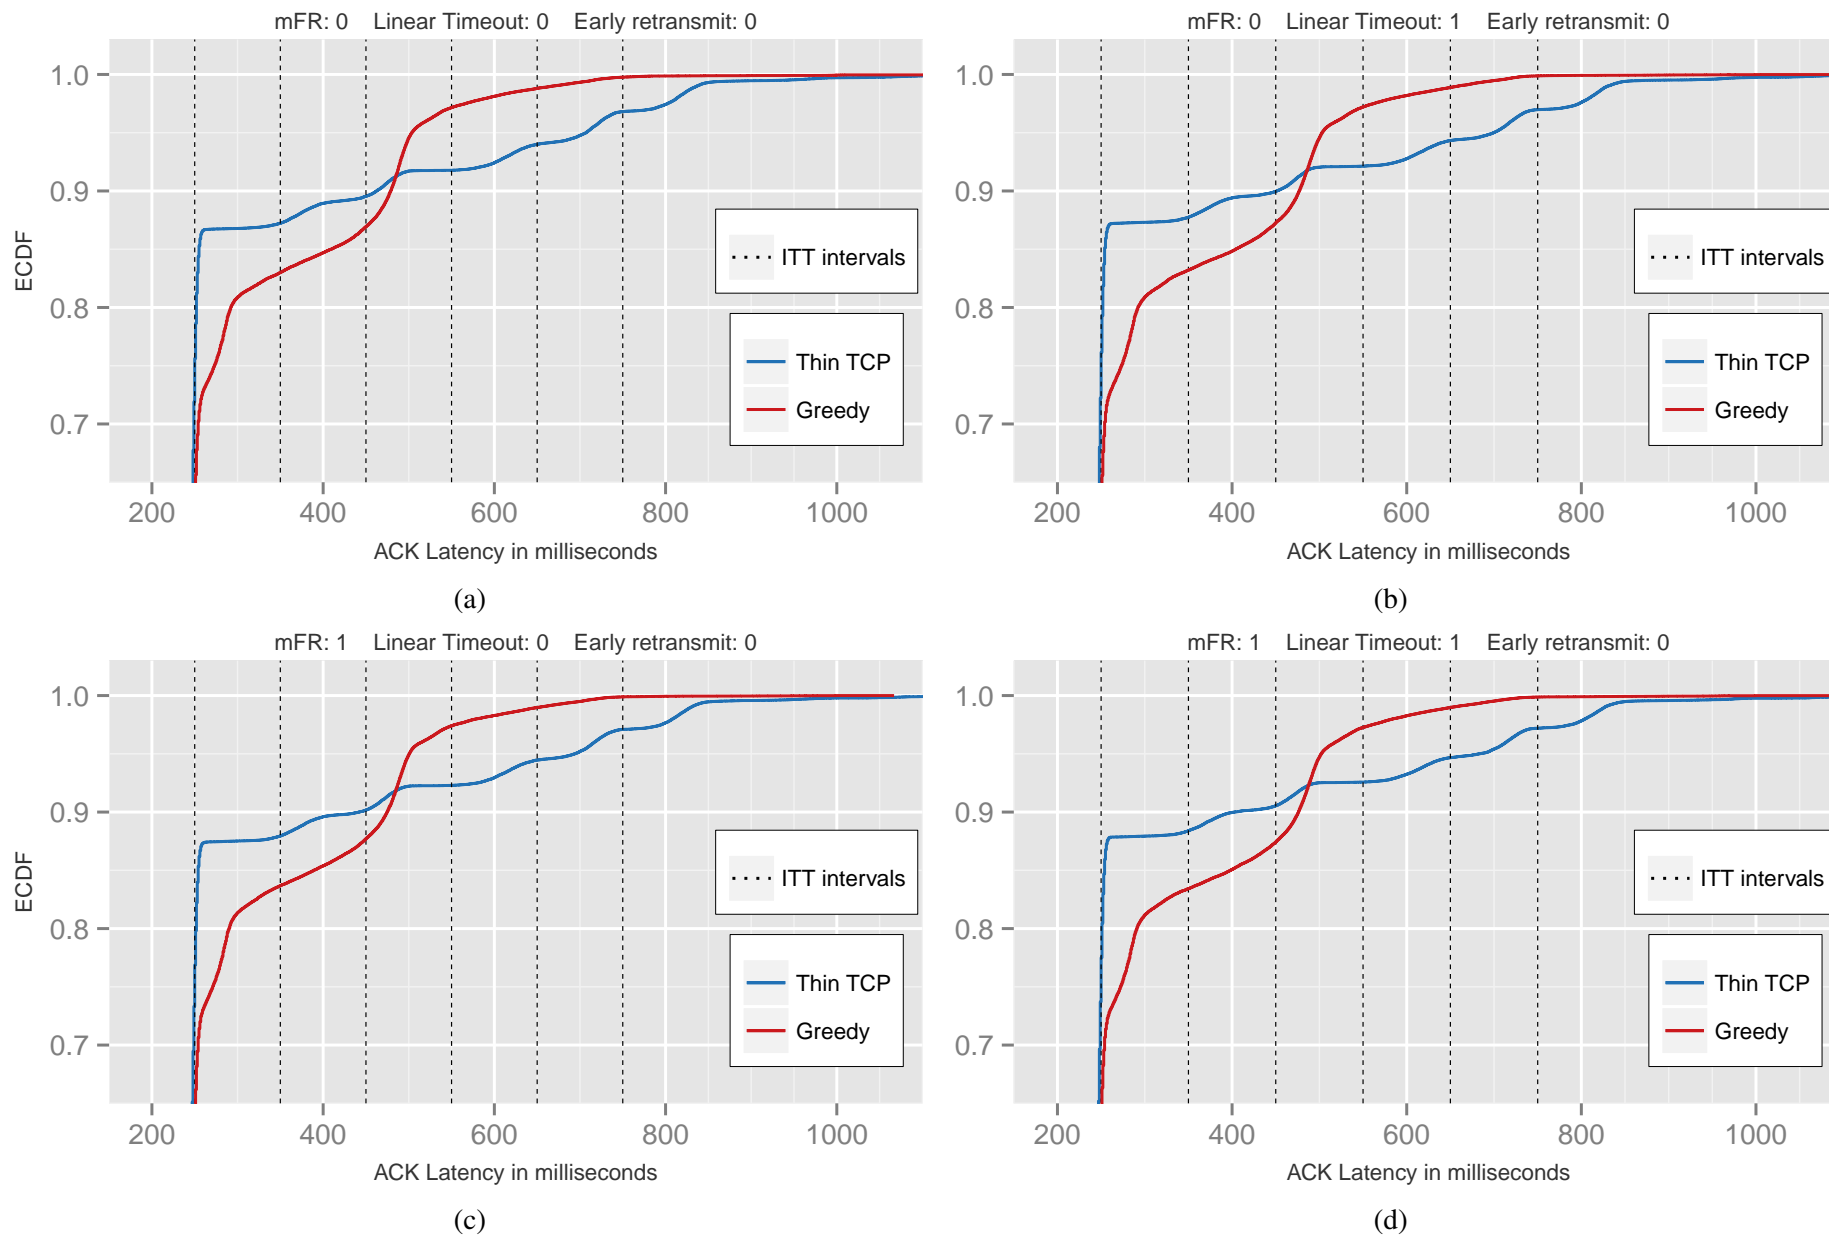 mFR: 0 Linear Timeout: 0 Early retransmit: 0
1.0
0.9
0.8
0.7
ECDF
ITT intervals
Thin TCP
Greedy
200 400 600 800 1000
ACK Latency in milliseconds
(a)
mFR: 0 Linear Timeout: 1 Early retransmit: 0
1.0
0.9
0.8
0.7
ITT intervals
Thin TCP
Greedy
200 400 600 800 1000
ACK Latency in milliseconds
(b)
mFR: 1 Linear Timeout: 0 Early retransmit: 0
1.0
0.9
0.8
0.7
ECDF
ITT intervals
Thin TCP
Greedy
200 400 600 800 1000
ACK Latency in milliseconds
(c)
mFR: 1 Linear Timeout: 1 Early retransmit: 0
1.0
0.9
0.8
0.7
ITT intervals
Thin TCP
Greedy
200 400 600 800 1000
ACK Latency in milliseconds
(d)